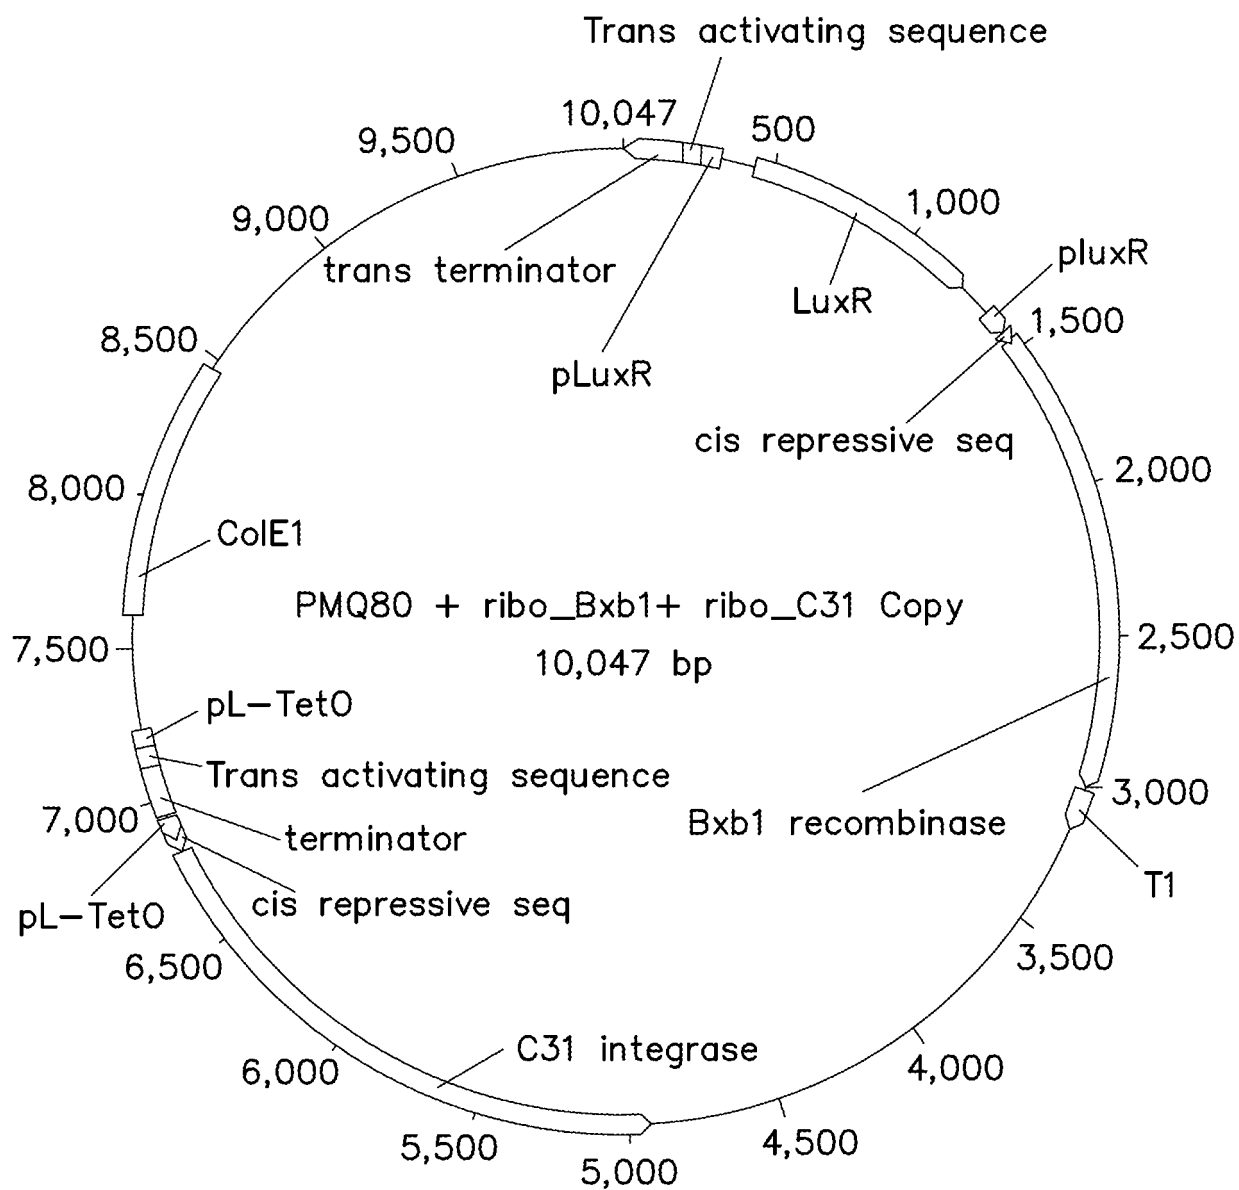 Trans activating sequence
10,047
500
9,500
1,000
9,000
pluxR
trans terminator
LuxR
1,500
8,500
pLuxR
cis repressive seq
2,000
8,000
ColE1
PMQ80 + ribo_Bxb1+ ribo_C31 Copy
2,500
7,500
10,047 bp
pL-TetO
Trans activating sequence
3,000
7,000
Bxb1 recombinase
terminator
T1
cis repressive seq
pL-TetO
3,500
6,500
C31 integrase
4,000
6,000
4,500
5,500
5,000